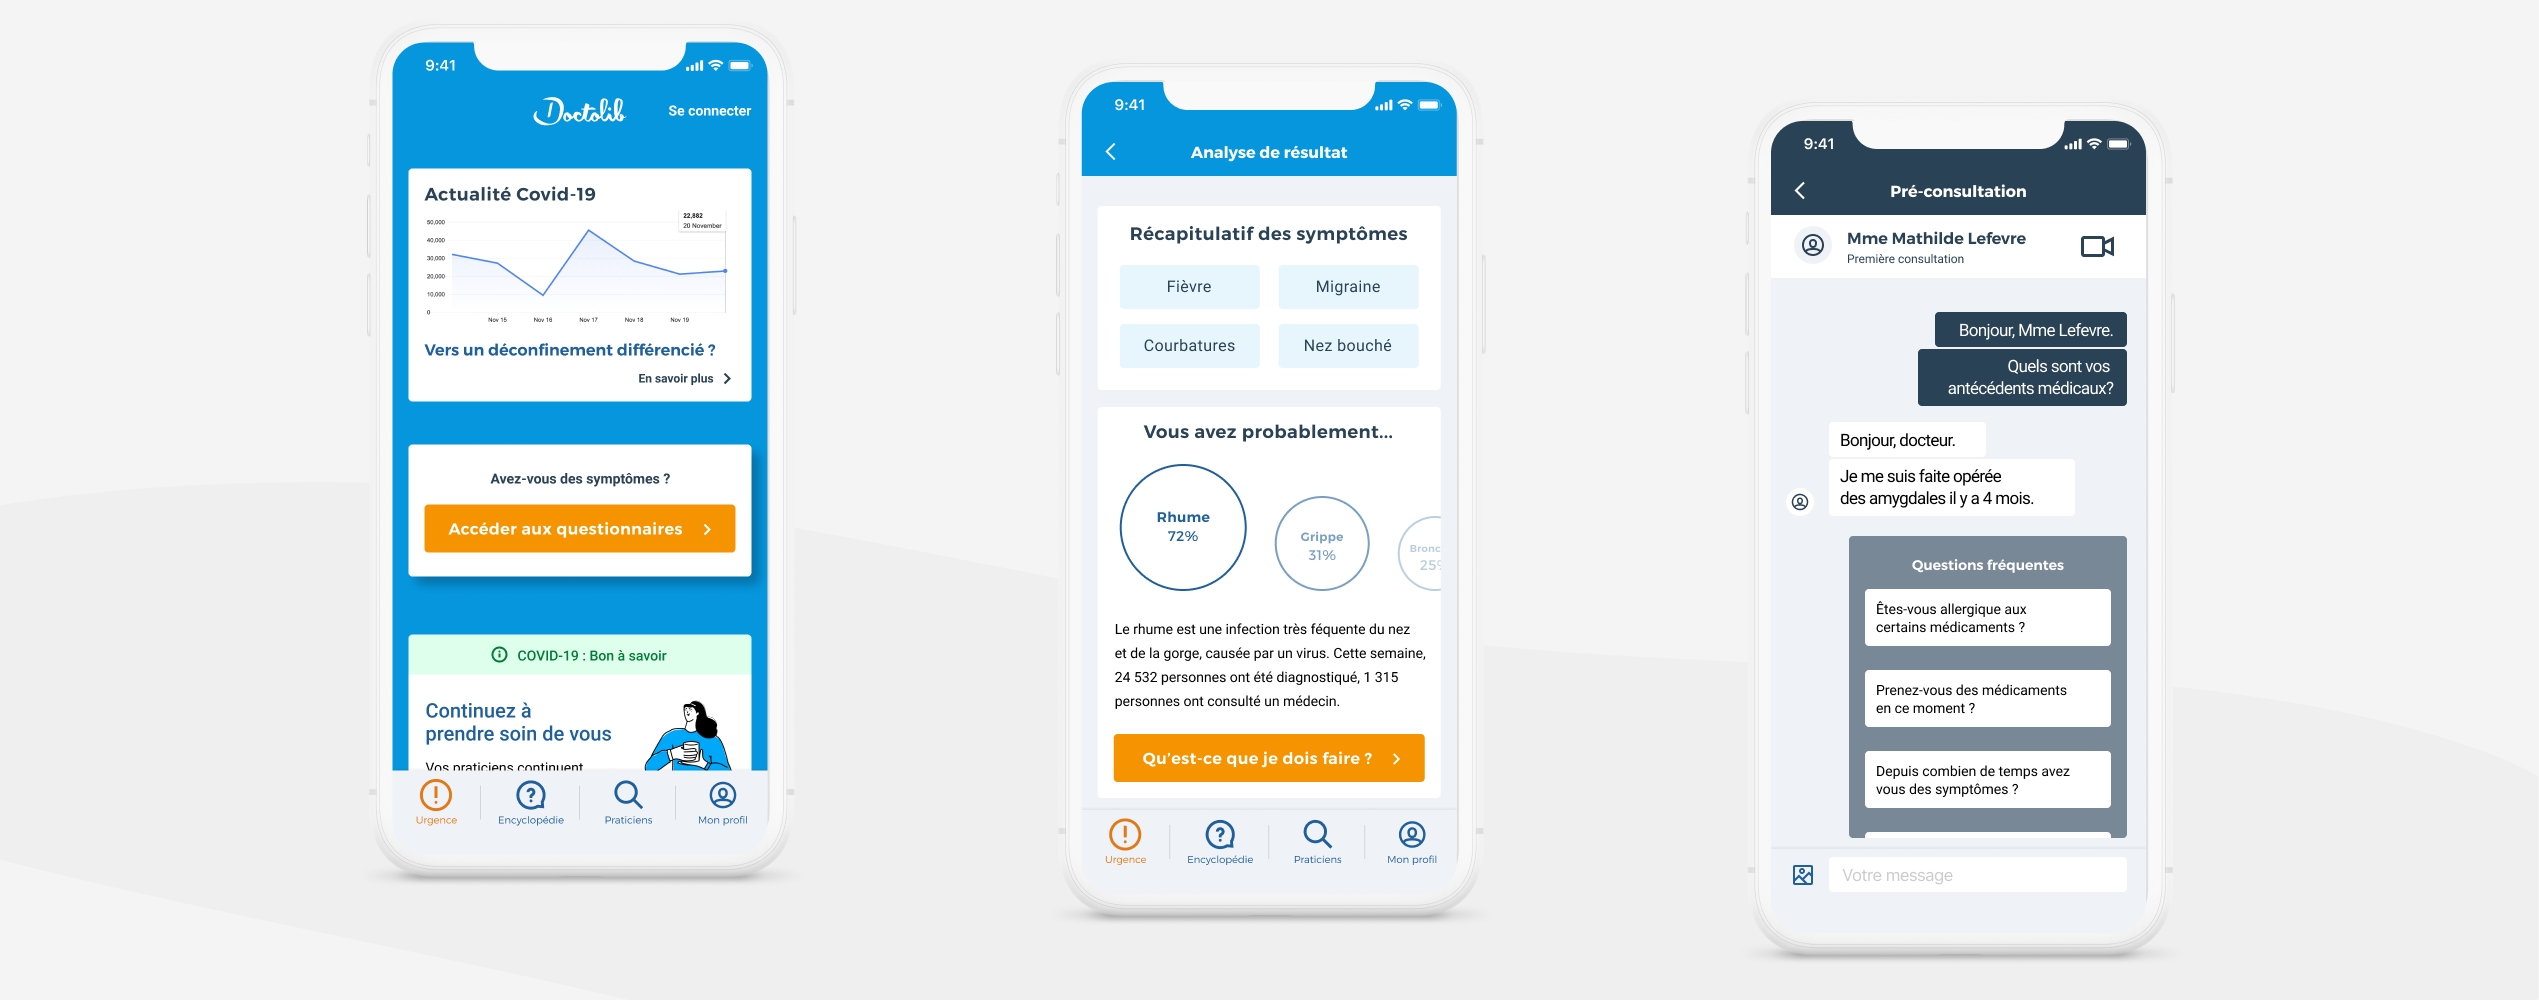 9:41
Doctolib
Se connecter
Actualité Covid-19
22,882
20 November
50,000
40,000
30,000
20,000
10,000
0
Nov 15
Nov 16
Nov 17
Nov 18
Nov 19
Vers un déconfinement différencié ?
En savoir plus
Avez-vous des symptômes ?
Accéder aux questionnaires
COVID-19 : Bon à savoir
Continuez à
prendre soin de vous
Vos praticiens continuent
Urgence
Encyclopédie
Praticiens
Mon profil
9:41
Analyse de résultat
Récapitulatif des symptômes
Fièvre
Migraine
Courbatures
Nez bouché
Vous avez probablement...
Rhume
72%
Grippe
31%
Bronc
25%
Le rhume est une infection très féquente du nez
et de la gorge, causée par un virus. Cette semaine,
24 532 personnes ont été diagnostiqué, 1 315
personnes ont consulté un médecin.
Qu'est-ce que je dois faire ?
Urgence
Encyclopédie
Praticiens
Mon profil
9:41
Pré-consultation
Mme Mathilde Lefevre
Première consultation
Bonjour, Mme Lefevre.
Quels sont vos
antécédents médicaux?
Bonjour, docteur.
Je me suis faite opérée
des amygdales il y a 4 mois.
Questions fréquentes
Êtes-vous allergique aux
certains médicaments ?
Prenez-vous des médicaments
en ce moment ?
Depuis combien de temps avez
vous des symptômes ?
Votre message